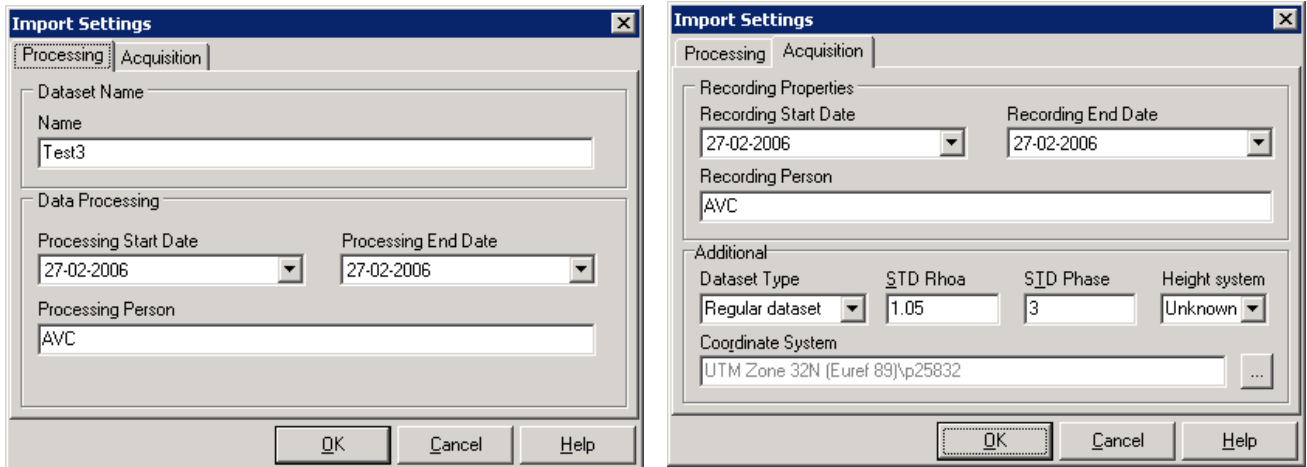 Import Settings
Processing Acquisition
Dataset Name
Name
Test3
Data Processing
Processing Start Date Processing End Date
27-02-2006 27-02-2006
Processing Person
AVC
OK Cancel Help
Import Settings
Processing Acquisition
Recording Properties
Recording Start Date Recording End Date
27-02-2006 27-02-2006
Recording Person
AVC
Additional
Dataset Type STD Rhoa STD Phase Height system
Regular dataset 1.05 3 Unknown
Coordinate System
UTM Zone 32N (Euref 89)\p25832 ...
OK Cancel Help